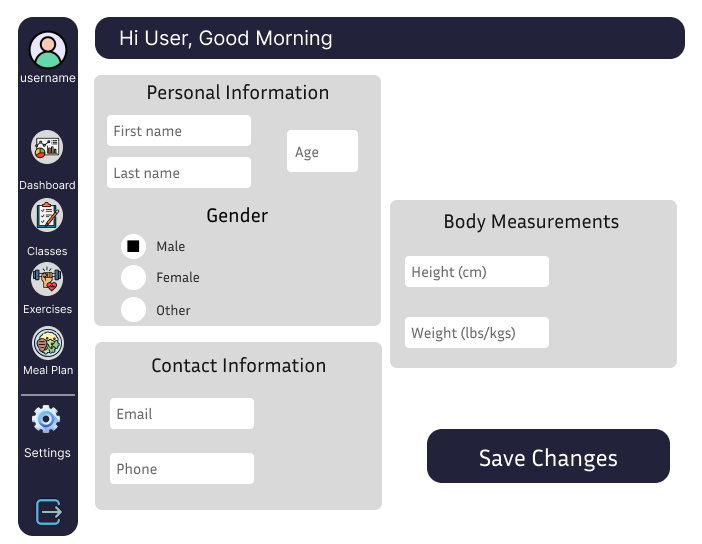 username
Dashboard
Classes
Exercises
Meal Plan
Settings
Hi User, Good Morning
Personal Information
First name
Last name
Age
Gender
Male
Female
Other
Contact Information
Email
Phone
Body Measurements
Height (cm)
Weight (lbs/kgs)
Save Changes